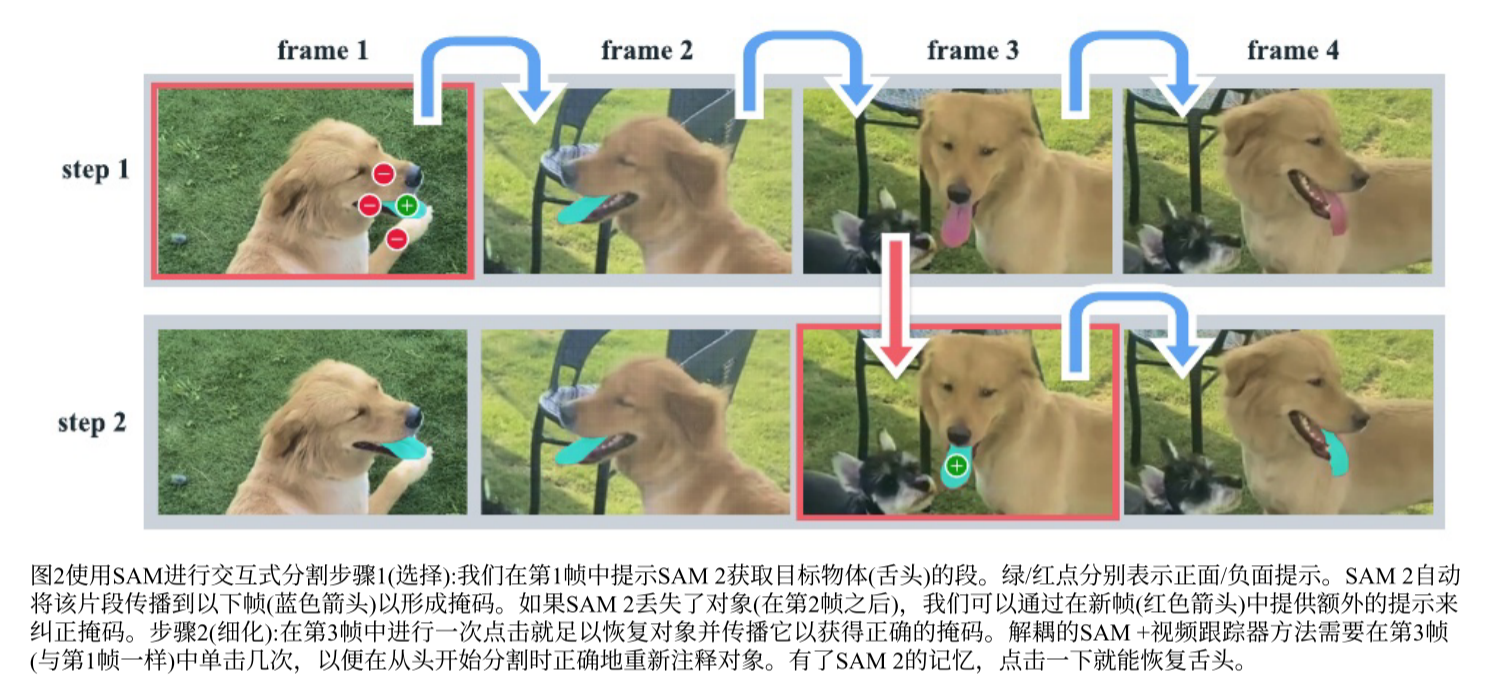 frame 1
frame 2
frame 3
frame 4
step 1
step 2
图2使用SAM进行交互式分割步骤1(选择):我们在第1帧中提示SAM 2获取目标物体(舌头)的段。绿/红点分别表示正面/负面提示。SAM 2自动
将该片段传播到以下帧(蓝色箭头)以形成掩码。如果SAM 2丢失了对象(在第2帧之后)，我们可以通过在新帧(红色箭头)中提供额外的提示来
纠正掩码。步骤2(细化):在第3帧中进行一次点击就足以恢复对象并传播它以获得正确的掩码。解耦的SAM +视频跟踪器方法需要在第3帧
(与第1帧一样)中单击几次，以便在从头开始分割时正确地重新注释对象。有了SAM 2的记忆，点击一下就能恢复舌头。